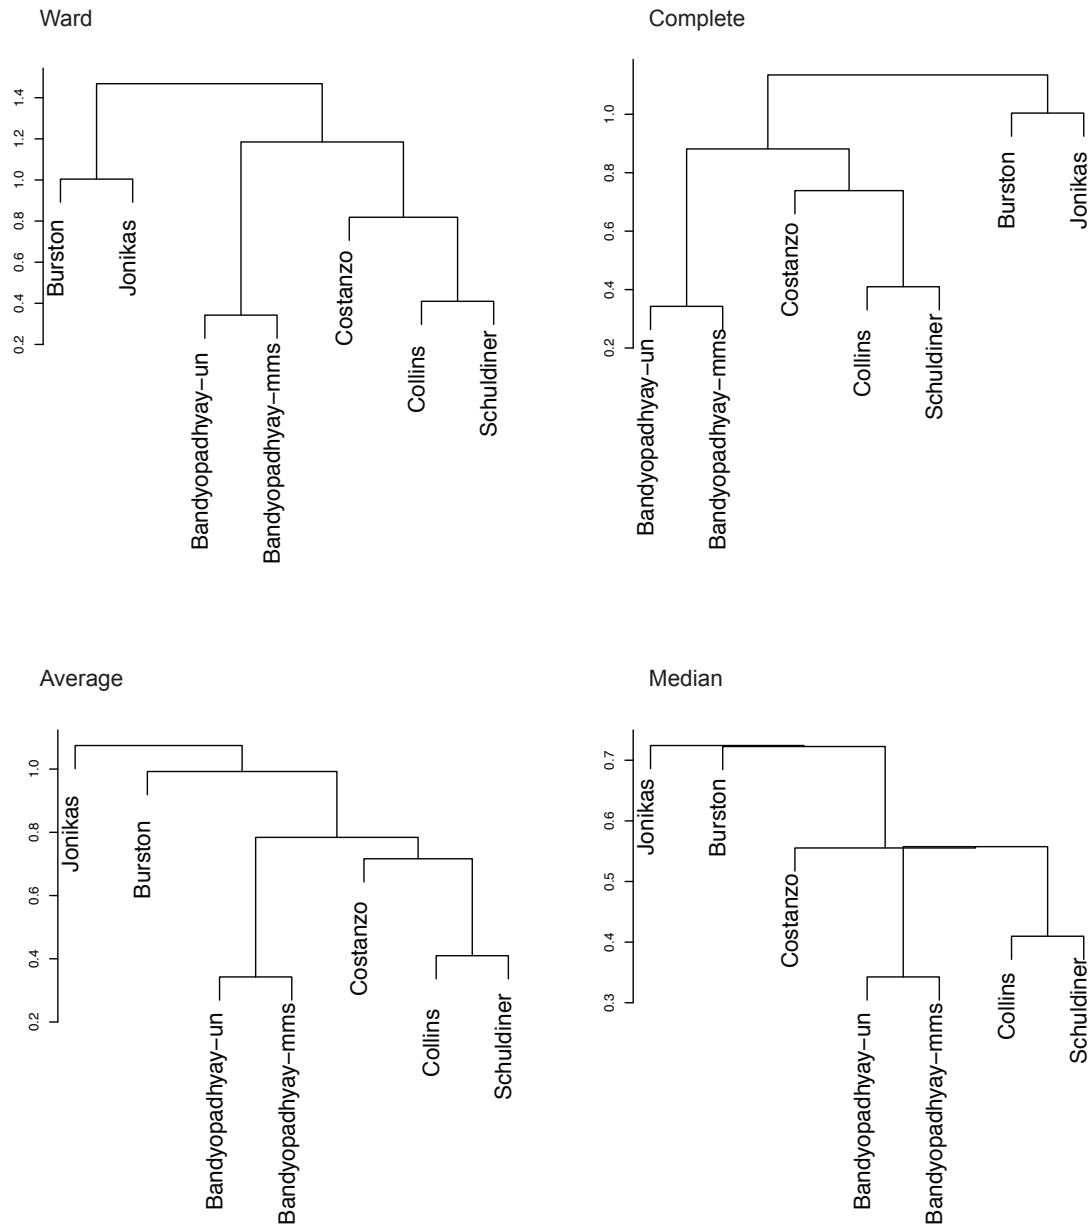 Ward
1.4
1.2
1.0
0.8
0.6
0.4
0.2
Burston
Jonikas
Bandyopadhyay−un
Bandyopadhyay−mms
Costanzo
Collins
Schuldiner
Complete
1.0
0.8
0.6
0.4
0.2
Bandyopadhyay−un
Bandyopadhyay−mms
Costanzo
Collins
Schuldiner
Burston
Jonikas
Average
1.0
0.8
0.6
0.4
0.2
Jonikas
Burston
Bandyopadhyay−un
Bandyopadhyay−mms
Costanzo
Collins
Schuldiner
Median
0.7
0.6
0.5
0.4
0.3
Jonikas
Burston
Costanzo
Bandyopadhyay−un
Bandyopadhyay−mms
Collins
Schuldiner